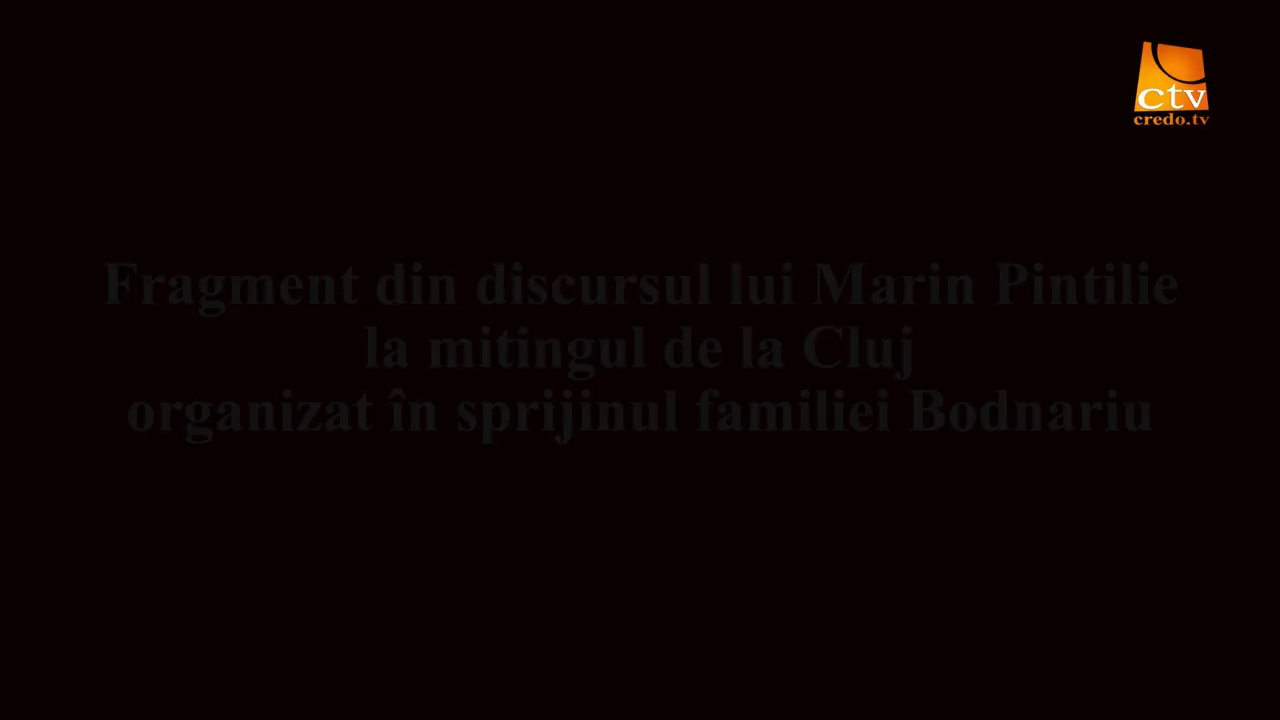 ctv
credo.tv
Fragment din discursul lui Marin Pintilie
la mitingul de la Cluj
organizat în sprijinul familiei Bodnariu